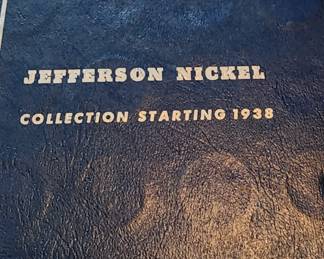 JEFFERSON NICKEL
COLLECTION STARTING 1938